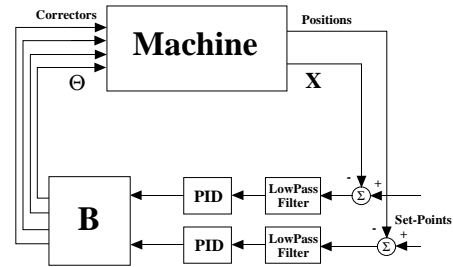 Correctors
Machine
Positions
Θ
X
- +
PID
LowPass
Filter
Σ
B
- Set-Points
+
PID
LowPass
Filter
Σ